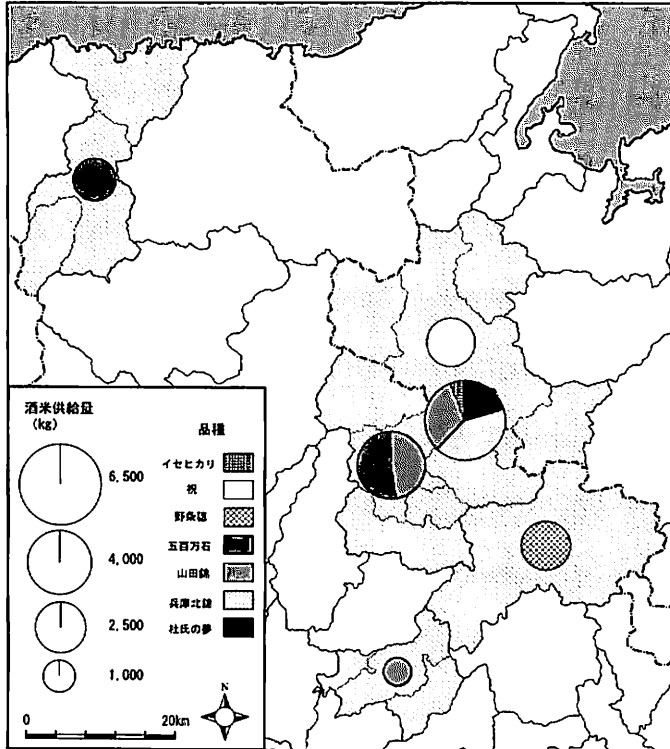 酒米供給量
(kg)
6,500
4,000
2,500
1,000
品種
イセヒカリ
祝
野条穂
五百万石
山田錦
兵庫北錦
杜氏の夢
N
0 20km